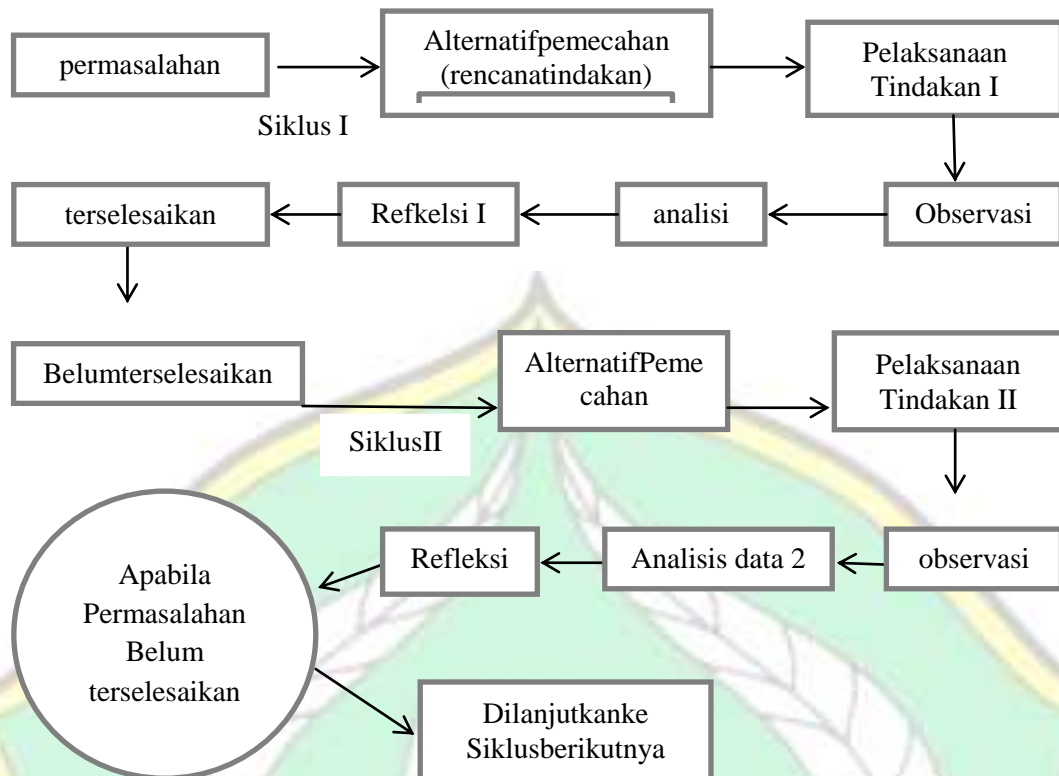 permasalahan
Alternatifpemecahan
(rencanatindakan)
Pelaksanaan
Tindakan I
Siklus I
terselesaikan
Refkelsi I
analisi
Observasi
Belumterselesaikan
AlternatifPeme
cahan
Pelaksanaan
Tindakan II
SiklusII
Apabila
Permasalahan
Belum
terselesaikan
Refleksi
Analisis data 2
observasi
Dilanjutkanke
Siklusberikutnya